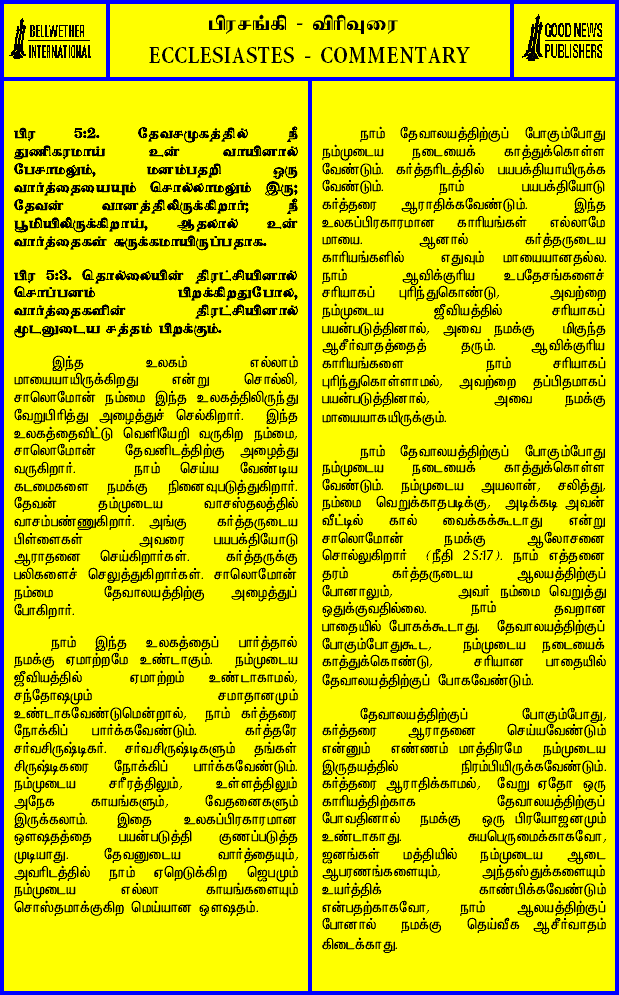 BELLWETHER
INTERNATIONAL
பிரசங்கி - விரிவுரை
ECCLESIASTES - COMMENTARY
GOOD NEWS
PUBLISHERS
பிர 5:2. தேவசமுகத்தில் நீ
துணிகரமாய் உன் வாயினால்
பேசாமலும், மனம்பதறி ஒரு
வார்த்தையையும் சொல்லாமலும் இரு;
தேவன் வானத்திலிருக்கிறார்; நீ
பூமியிலிருக்கிறாய், ஆதலால் உன்
வார்த்தைகள் சுருக்கமாயிருப்பதாக.
பிர 5:3. தொல்லையின் திரட்சியினால்
சொப்பனம் பிறக்கிறதுபோல,
வார்த்தைகளின் திரட்சியினால்
மூடனுடைய சத்தம் பிறக்கும்.
இந்த உலகம் எல்லாம்
மாயையாயிருக்கிறது என்று சொல்லி,
சாலொமோன் நம்மை இந்த உலகத்திலிருந்து
வேறுபிரித்து அழைத்துச் செல்கிறார். இந்த
உலகத்தைவிட்டு வெளியேறி வருகிற நம்மை,
சாலொமோன் தேவனிடத்திற்கு அழைத்து
வருகிறார். நாம் செய்ய வேண்டிய
கடமைகளை நமக்கு நினைவுபடுத்துகிறார்.
தேவன் தம்முடைய வாசஸ்தலத்தில்
வாசம்பண்ணுகிறார். அங்கு கர்த்தருடைய
பிள்ளைகள் அவரை பயபக்தியோடு
ஆராதனை செய்கிறார்கள். கர்த்தருக்கு
பலிகளைச் செலுத்துகிறார்கள். சாலொமோன்
நம்மை தேவாலயத்திற்கு அழைத்துப்
போகிறார்.
நாம் இந்த உலகத்தைப் பார்த்தால்
நமக்கு ஏமாற்றமே உண்டாகும். நம்முடைய
ஜீவியத்தில் ஏமாற்றம் உண்டாகாமல்,
சந்தோஷமும் சமாதானமும்
உண்டாகவேண்டுமென்றால், நாம் கர்த்தரை
நோக்கிப் பார்க்கவேண்டும். கர்த்தரே
சர்வசிருஷ்டிகர். சர்வசிருஷ்டிகளும் தங்கள்
சிருஷ்டிகரை நோக்கிப் பார்க்கவேண்டும்.
நம்முடைய சரீரத்திலும், உள்ளத்திலும்
அநேக காயங்களும், வேதனைகளும்
இருக்கலாம். இதை உலகப்பிரகாரமான
ஔஷதத்தை பயன்படுத்தி குணப்படுத்த
முடியாது. தேவனுடைய வார்த்தையும்,
அவரிடத்தில் நாம் ஏறெடுக்கிற ஜெபமும்
நம்முடைய எல்லா காயங்களையும்
சொஸ்தமாக்குகிற மெய்யான ஔஷதம்.
நாம் தேவாலயத்திற்குப் போகும்போது
நம்முடைய நடையைக் காத்துக்கொள்ள
வேண்டும். கர்த்தரிடத்தில் பயபக்தியாயிருக்க
வேண்டும். நாம் பயபக்தியோடு
கர்த்தரை ஆராதிக்கவேண்டும். இந்த
உலகப்பிரகாரமான காரியங்கள் எல்லாமே
மாயை. ஆனால் கர்த்தருடைய
காரியங்களில் எதுவும் மாயையானதல்ல.
நாம் ஆவிக்குரிய உபதேசங்களைச்
சரியாகப் புரிந்துகொண்டு, அவற்றை
நம்முடைய ஜீவியத்தில் சரியாகப்
பயன்படுத்தினால், அவை நமக்கு மிகுந்த
ஆசீர்வாதத்தைத் தரும். ஆவிக்குரிய
காரியங்களை நாம் சரியாகப்
புரிந்துகொள்ளாமல், அவற்றை தப்பிதமாகப்
பயன்படுத்தினால், அவை நமக்கு
மாயையாகயிருக்கும்.
நாம் தேவாலயத்திற்குப் போகும்போது
நம்முடைய நடையைக் காத்துக்கொள்ள
வேண்டும். நம்முடைய அயலான், சலித்து,
நம்மை வெறுக்காதபடிக்கு, அடிக்கடி அவன்
வீட்டில் கால் வைக்கக்கூடாது என்று
சாலொமோன் நமக்கு ஆலோசனை
சொல்லுகிறார் (நீதி 25:17). நாம் எத்தனை
தரம் கர்த்தருடைய ஆலயத்திற்குப்
போனாலும், அவர் நம்மை வெறுத்து
ஒதுக்குவதில்லை. நாம் தவறான
பாதையில் போகக்கூடாது. தேவாலயத்திற்குப்
போகும்போதுகூட, நம்முடைய நடையைக்
காத்துக்கொண்டு, சரியான பாதையில்
தேவாலயத்திற்குப் போகவேண்டும்.
தேவாலயத்திற்குப் போகும்போது,
கர்த்தரை ஆராதனை செய்யவேண்டும்
என்னும் எண்ணம் மாத்திரமே நம்முடைய
இருதயத்தில் நிரம்பியிருக்கவேண்டும்.
கர்த்தரை ஆராதிக்காமல், வேறு ஏதோ ஒரு
காரியத்திற்காக தேவாலயத்திற்குப்
போவதினால் நமக்கு ஒரு பிரயோஜனமும்
உண்டாகாது. சுயபெருமைக்காகவோ,
ஜனங்கள் மத்தியில் நம்முடைய ஆடை
ஆபரணங்களையும், அந்தஸ்துக்களையும்
உயர்த்திக் காண்பிக்கவேண்டும்
என்பதற்காகவோ, நாம் ஆலயத்திற்குப்
போனால் நமக்கு தெய்வீக ஆசீர்வாதம்
கிடைக்காது.